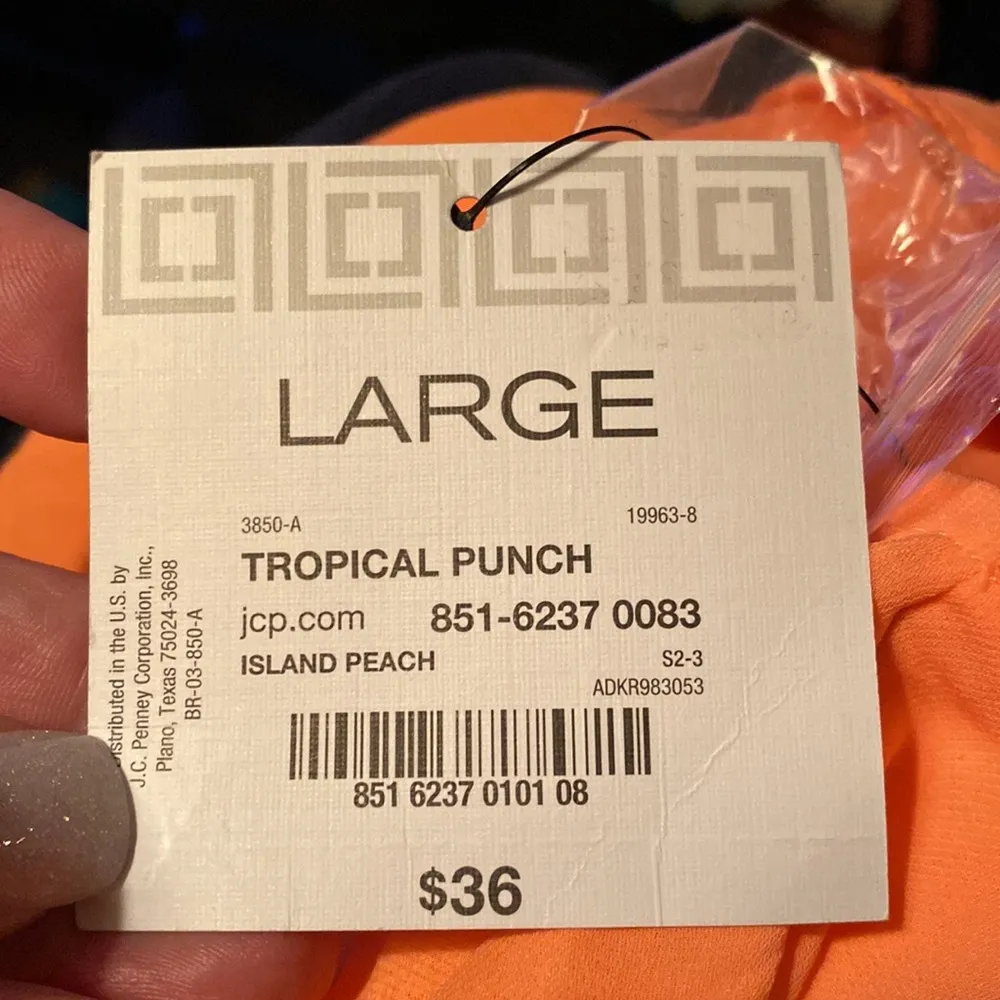 LARGE
3850-A 19963-8
TROPICAL PUNCH
jcp.com 851-6237 0083
ISLAND PEACH S2-3
ADKR983053
851 6237 0101 08
$36
in the U.S. by
J.C. Penney Corporation, Inc.,
Plano, Texas 75024-3698
BR-03-850-A